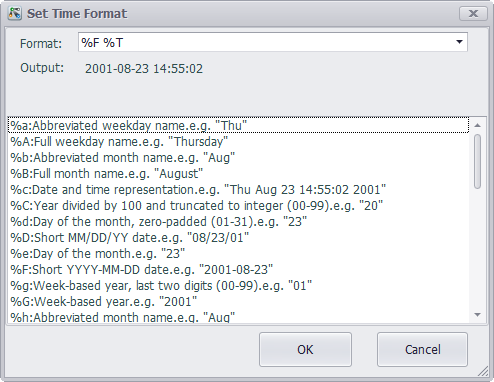 Set Time Format
Format: %F %T
Output: 2001-08-23 14:55:02
%a:Abbreviated weekday name.e.g. "Thu"
%A:Full weekday name.e.g. "Thursday"
%b:Abbreviated month name.e.g. "Aug"
%B:Full month name.e.g. "August"
%c:Date and time representation.e.g. "Thu Aug 23 14:55:02 2001"
%C:Year divided by 100 and truncated to integer (00-99).e.g. "20"
%d:Day of the month, zero-padded (01-31).e.g. "23"
%D:Short MM/DD/YY date.e.g. "08/23/01"
%e:Day of the month.e.g. "23"
%F:Short YYYY-MM-DD date.e.g. "2001-08-23"
%g:Week-based year, last two digits (00-99).e.g. "01"
%G:Week-based year.e.g. "2001"
%h:Abbreviated month name.e.g. "Aug"
OK Cancel